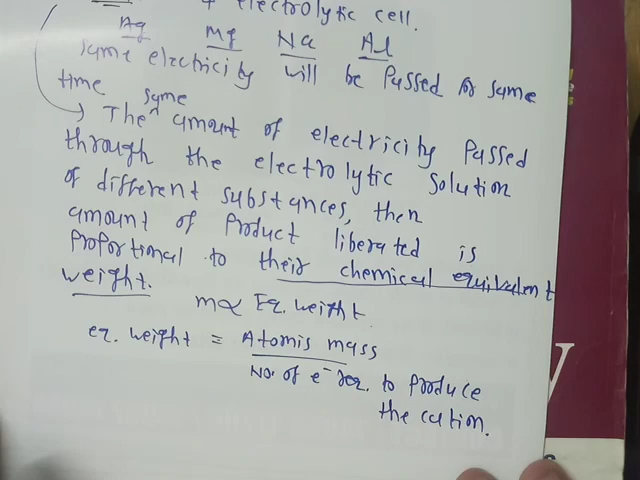 electrolytic cell.
Ag Mg Na Al
same electricity will be passed for same
time
same
→ The ^ amount of electricity passed
through the electrolytic solution
of different substances, then
amount of product liberated is
proportional to their chemical equivalent
weight. m∝ Eq. weight.
eq. weight = Atomis mass
No. of e⁻ req. to produce
the cation.